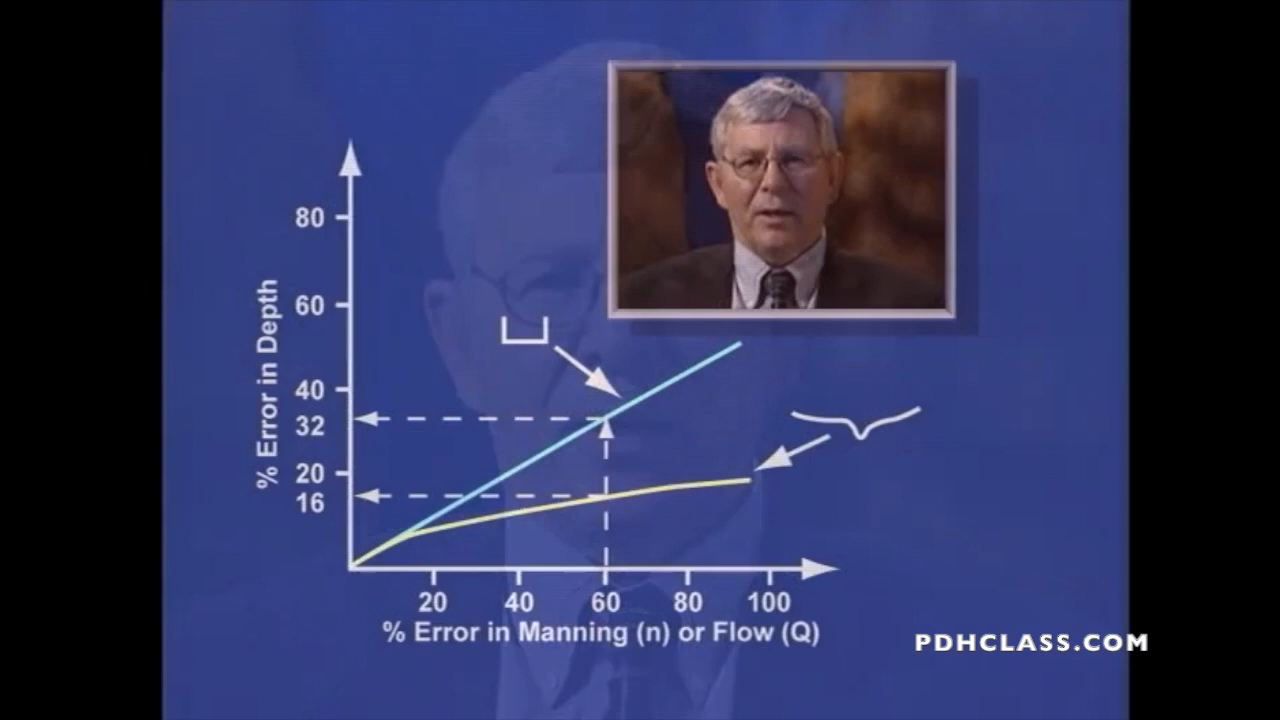 80
60
40
32
20
16
% Error in Depth
20 40 60 80 100
% Error in Manning (n) or Flow (Q)
PDHCLASS.COM